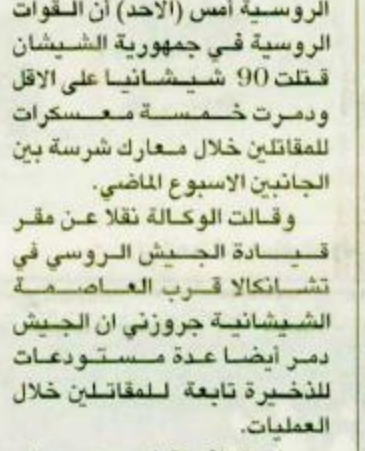 الروسية أمس (الأحد) أن القوات
الروسية في جمهورية الشيشان
قتلت 90 شيشانيا على الاقل
ودمرت خمسة معسكرات
للمقاتلين خلال معارك شرسة بين
الجانبين الاسبوع الماضي.
وقالت الوكالة نقلا عن مقر
قيادة الجيش الروسي في
تشانكالا قرب العاصمة
الشيشانية جروزني ان الجيش
دمر أيضا عدة مستودعات
للذخيرة تابعة للمقاتلين خلال
العمليات.